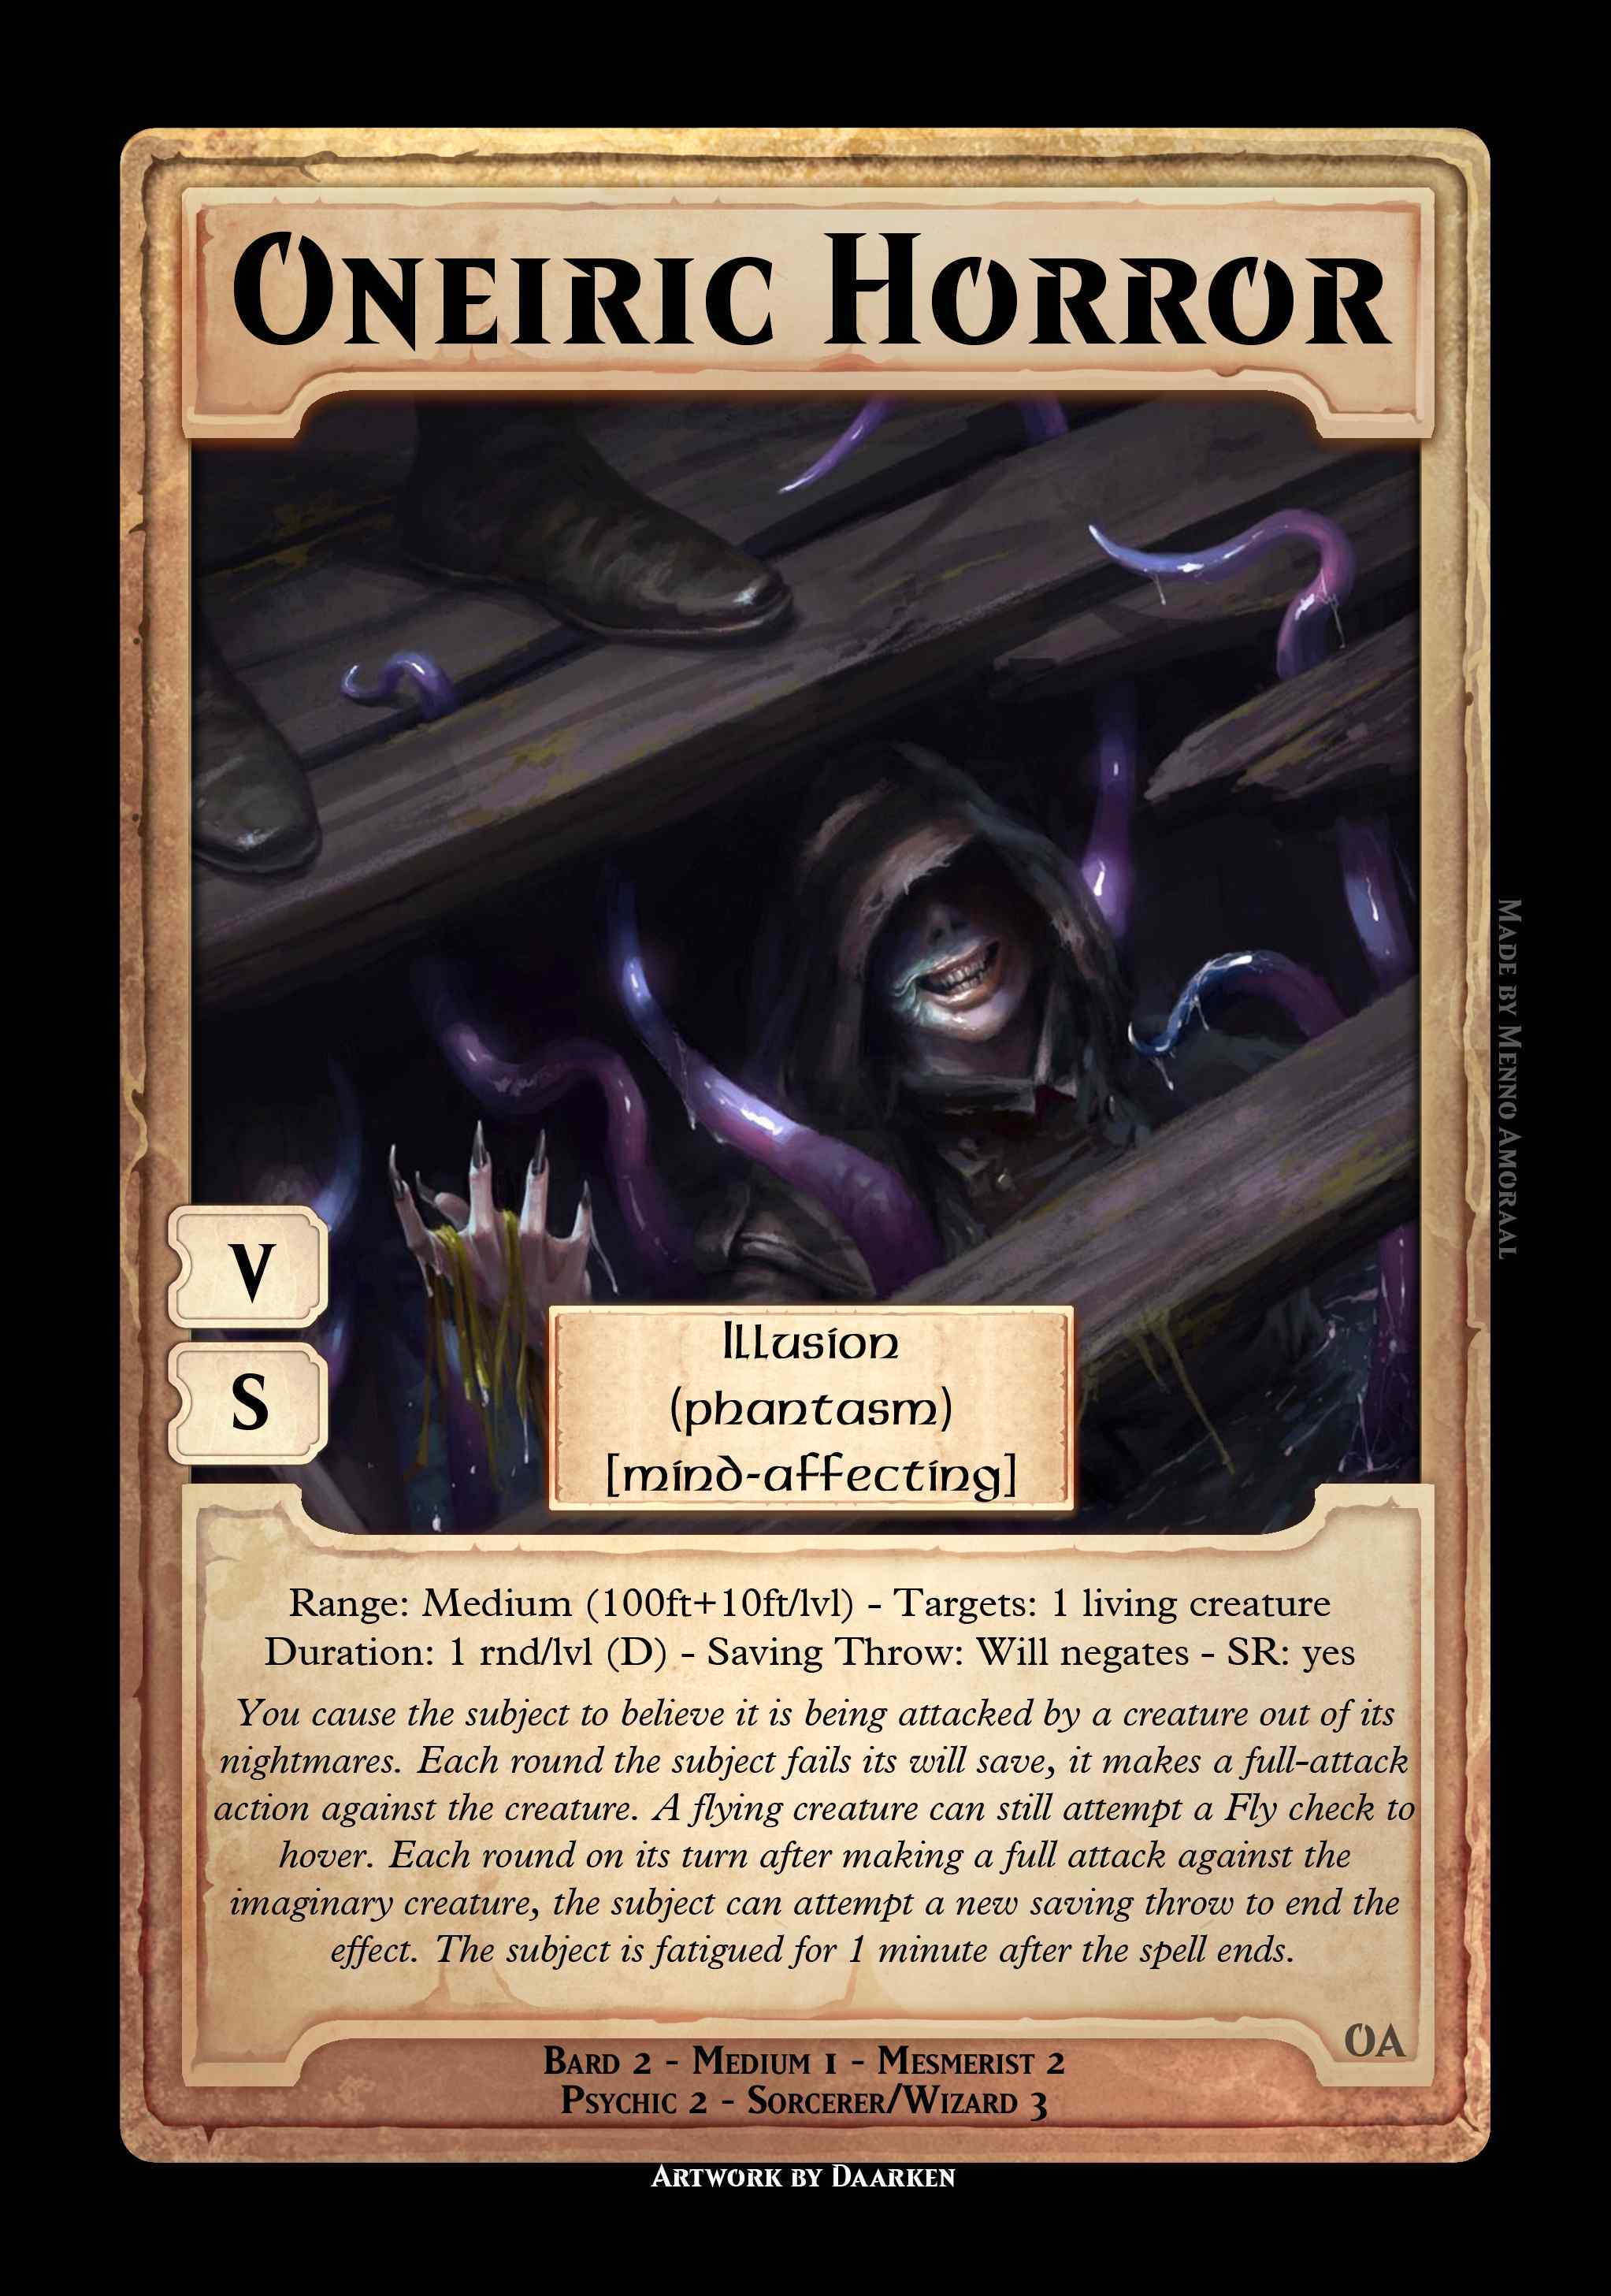 Oneiric Horror
Made by Menno Amoraal
V
S
Illusion
(phantasm)
[mind-affecting]
Range: Medium (100ft+10ft/lvl) - Targets: 1 living creature
Duration: 1 rnd/lvl (D) - Saving Throw: Will negates - SR: yes
You cause the subject to believe it is being attacked by a creature out of its
nightmares. Each round the subject fails its will save, it makes a full-attack
action against the creature. A flying creature can still attempt a Fly check to
hover. Each round on its turn after making a full attack against the
imaginary creature, the subject can attempt a new saving throw to end the
effect. The subject is fatigued for 1 minute after the spell ends.
OA
Bard 2 - Medium 1 - Mesmerist 2
Psychic 2 - Sorcerer/Wizard 3
Artwork by Daarken